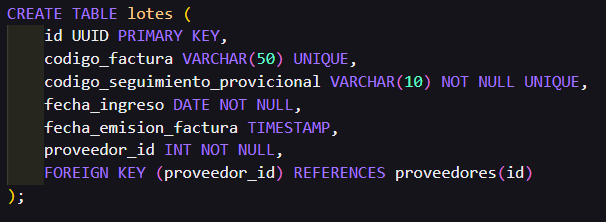 CREATE TABLE lotes (
id UUID PRIMARY KEY,
codigo_factura VARCHAR(50) UNIQUE,
codigo_seguimiento_provicional VARCHAR(10) NOT NULL UNIQUE,
fecha_ingreso DATE NOT NULL,
fecha_emision_factura TIMESTAMP,
proveedor_id INT NOT NULL,
FOREIGN KEY (proveedor_id) REFERENCES proveedores(id)
);